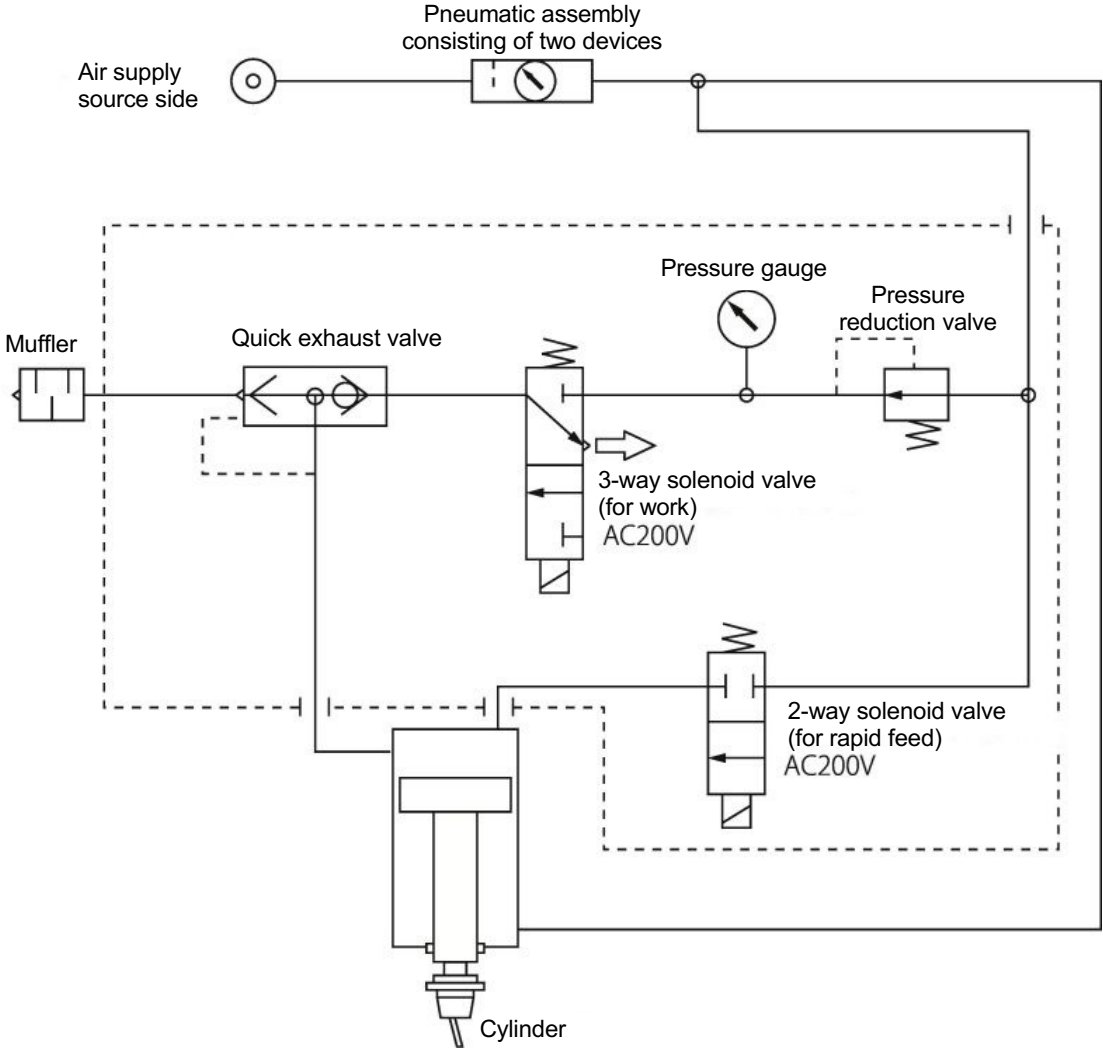 Pneumatic assembly
consisting of two devices
Air supply
source side
Pressure gauge
Pressure
reduction valve
Muffler
Quick exhaust valve
3-way solenoid valve
(for work)
AC200V
2-way solenoid valve
(for rapid feed)
AC200V
Cylinder